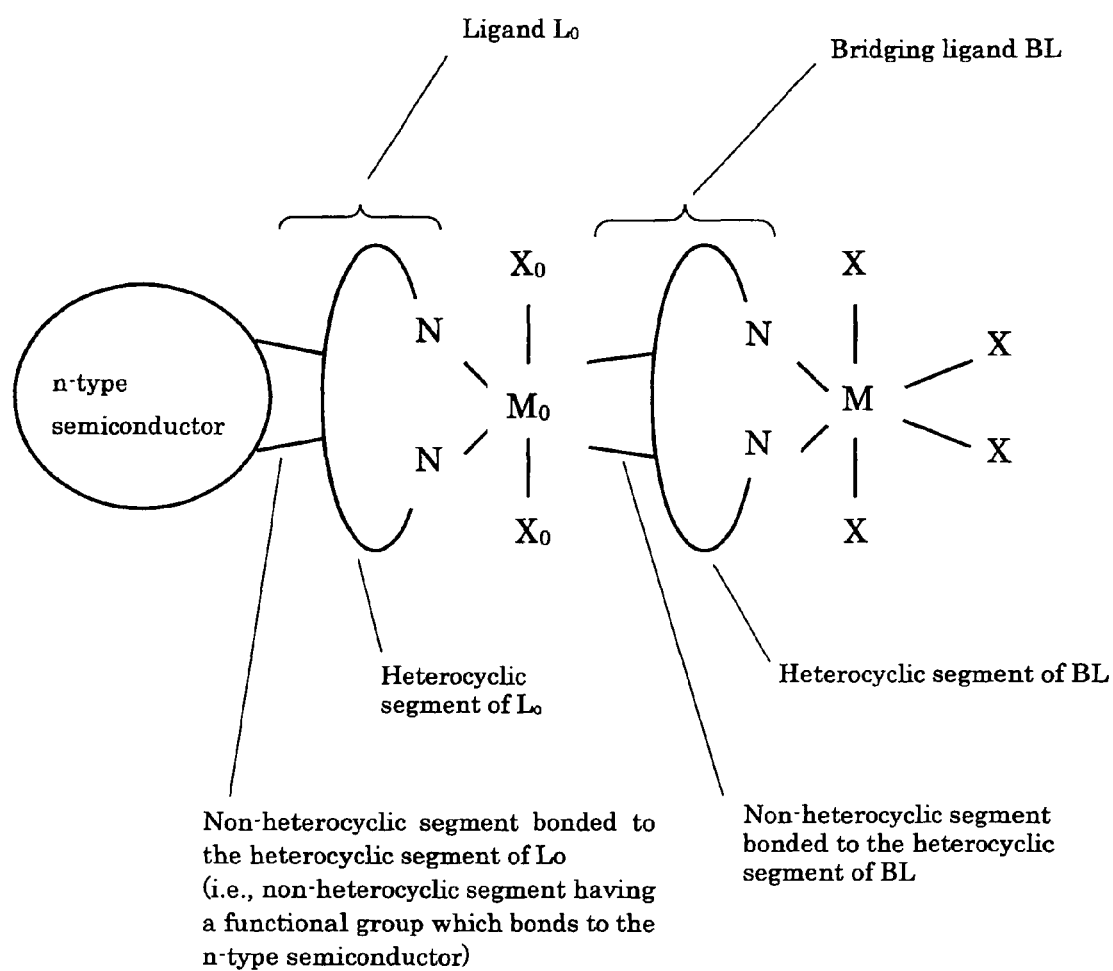 Ligand L₀
Bridging ligand BL
X₀
X
N
N
X
n-type
semiconductor
M₀
M
N
N
X
X₀
X
Heterocyclic
segment of L₀
Heterocyclic segment of BL
Non-heterocyclic segment bonded to
the heterocyclic segment of Lo
(i.e., non-heterocyclic segment having
a functional group which bonds to the
n-type semiconductor)
Non-heterocyclic segment
bonded to the heterocyclic
segment of BL